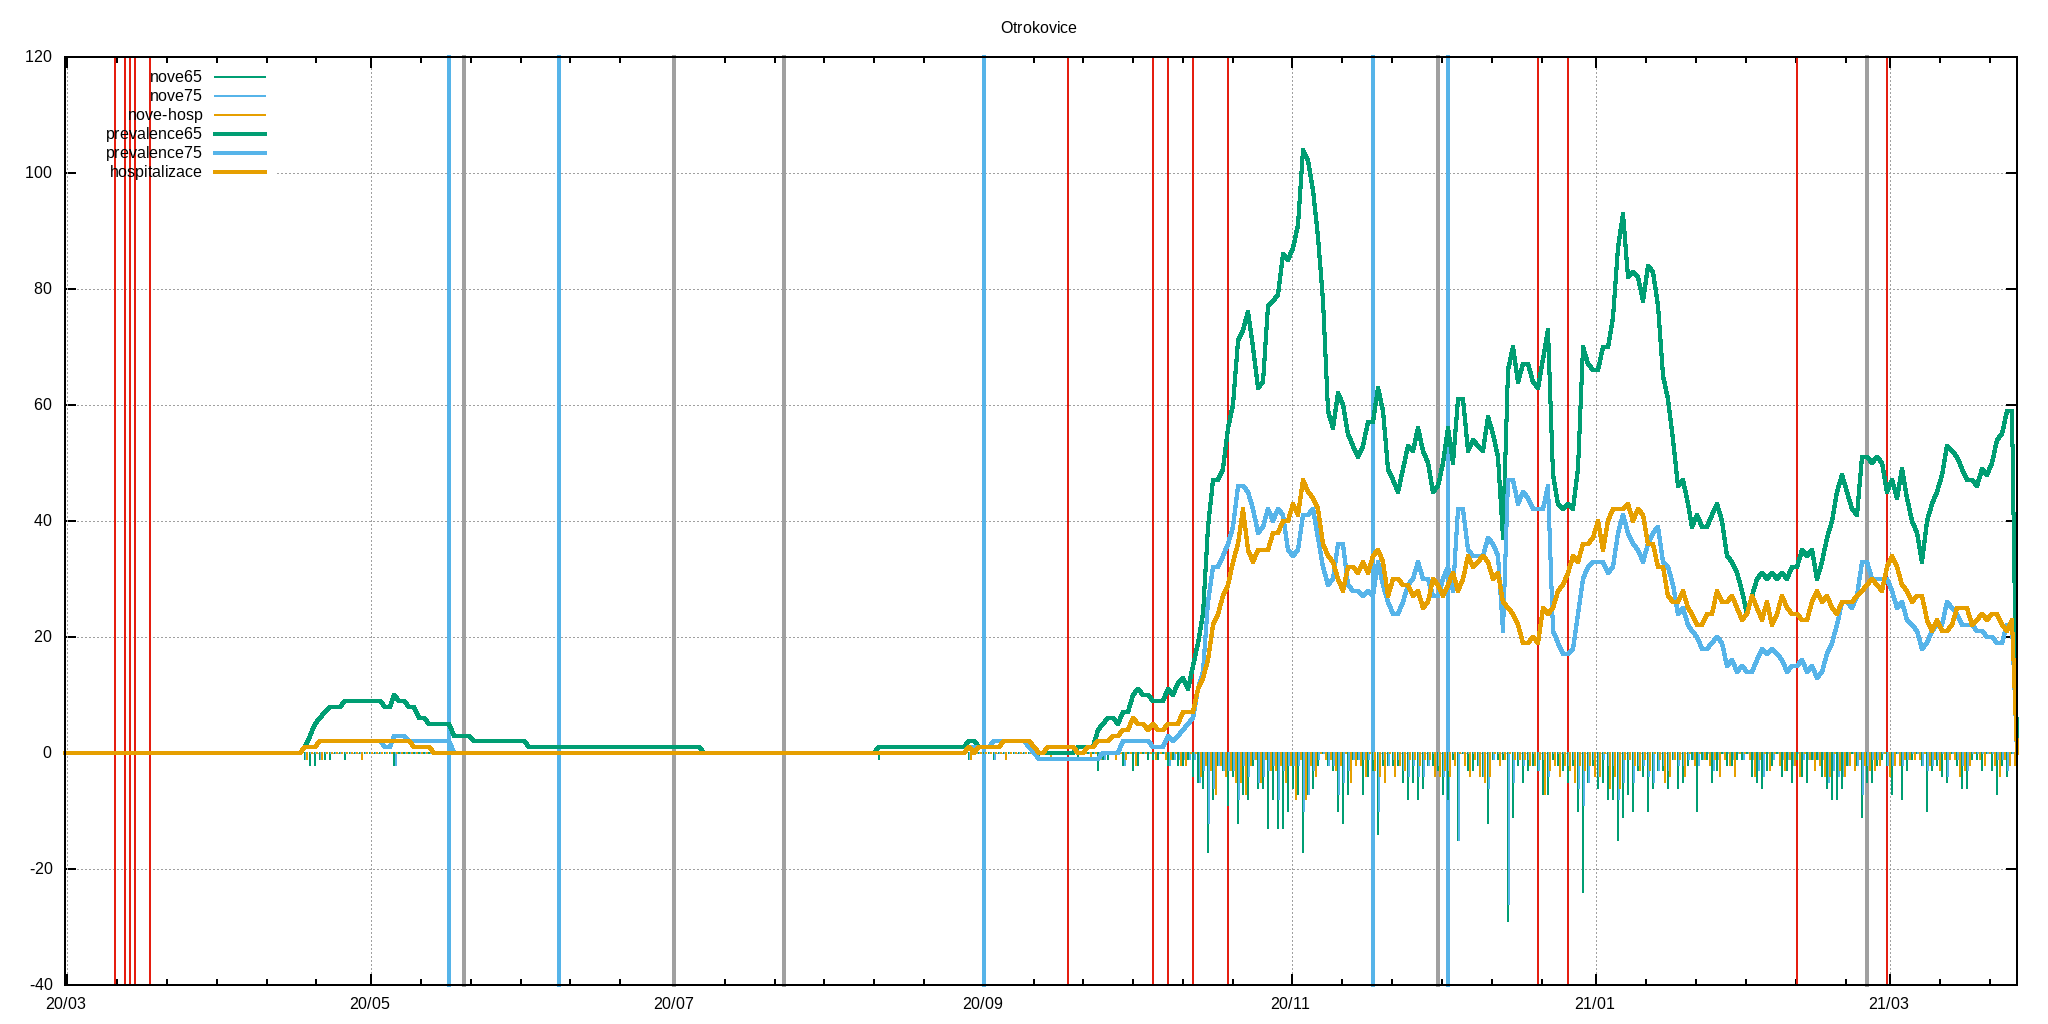 Otrokovice
120
100
80
60
40
20
0
-20
-40
nove65
nove75
nove-hosp
prevalence65
prevalence75
hospitalizace
20/03 20/05 20/07 20/09 20/11 21/01 21/03